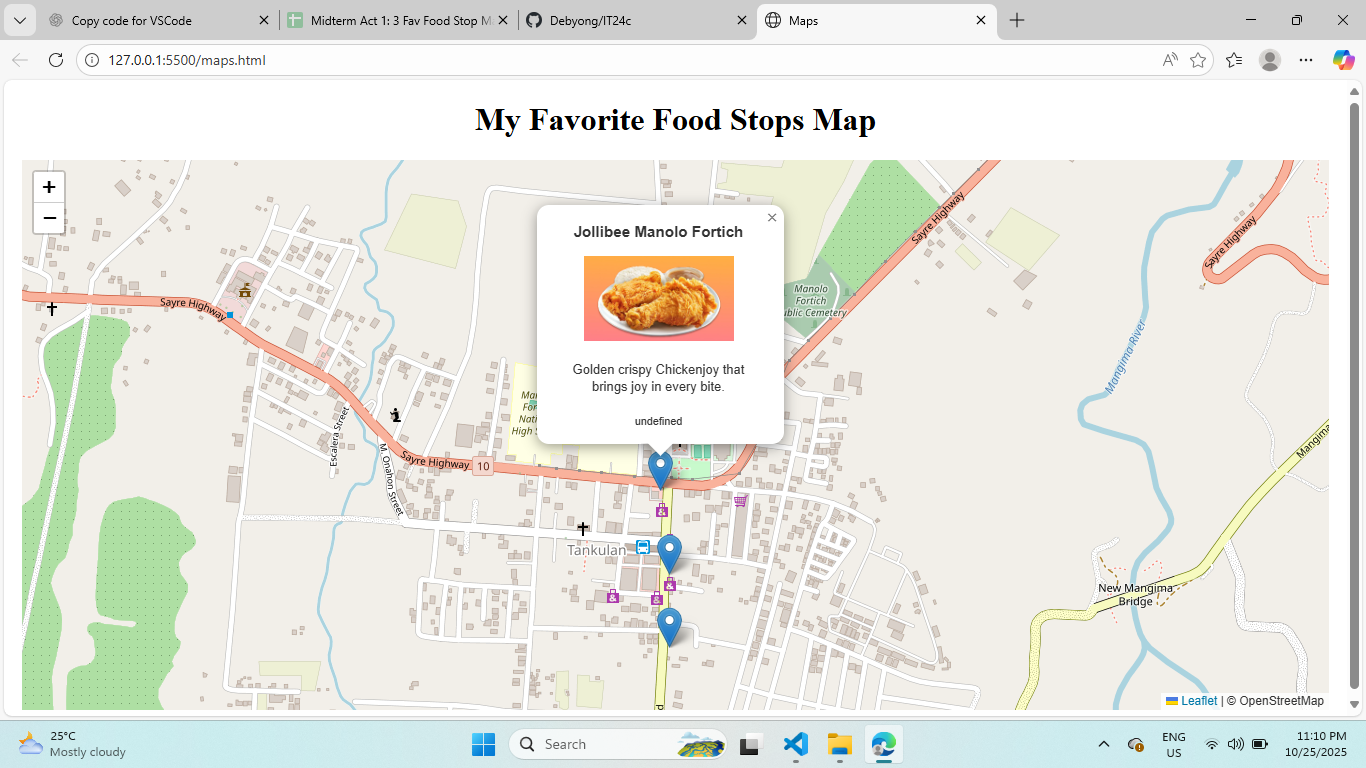 Copy code for VSCode
Midterm Act 1: 3 Fav Food Stop M
Debyong/IT24c
Maps
127.0.0.1:5500/maps.html
My Favorite Food Stops Map
+
−
Jollibee Manolo Fortich
Golden crispy Chickenjoy that
brings joy in every bite.
undefined
Sayre Highway
Sayre Highway
Sayre Highway
Sayre Highway
10
Manolo
Fortich
Public Cemetery
Mangima River
Mangima
Escalera Street
M. Onahon Street
High S
Tankulan
New Mangima
Bridge
Leaflet | © OpenStreetMap
25°C
Mostly cloudy
Search
ENG
US
11:10 PM
10/25/2025